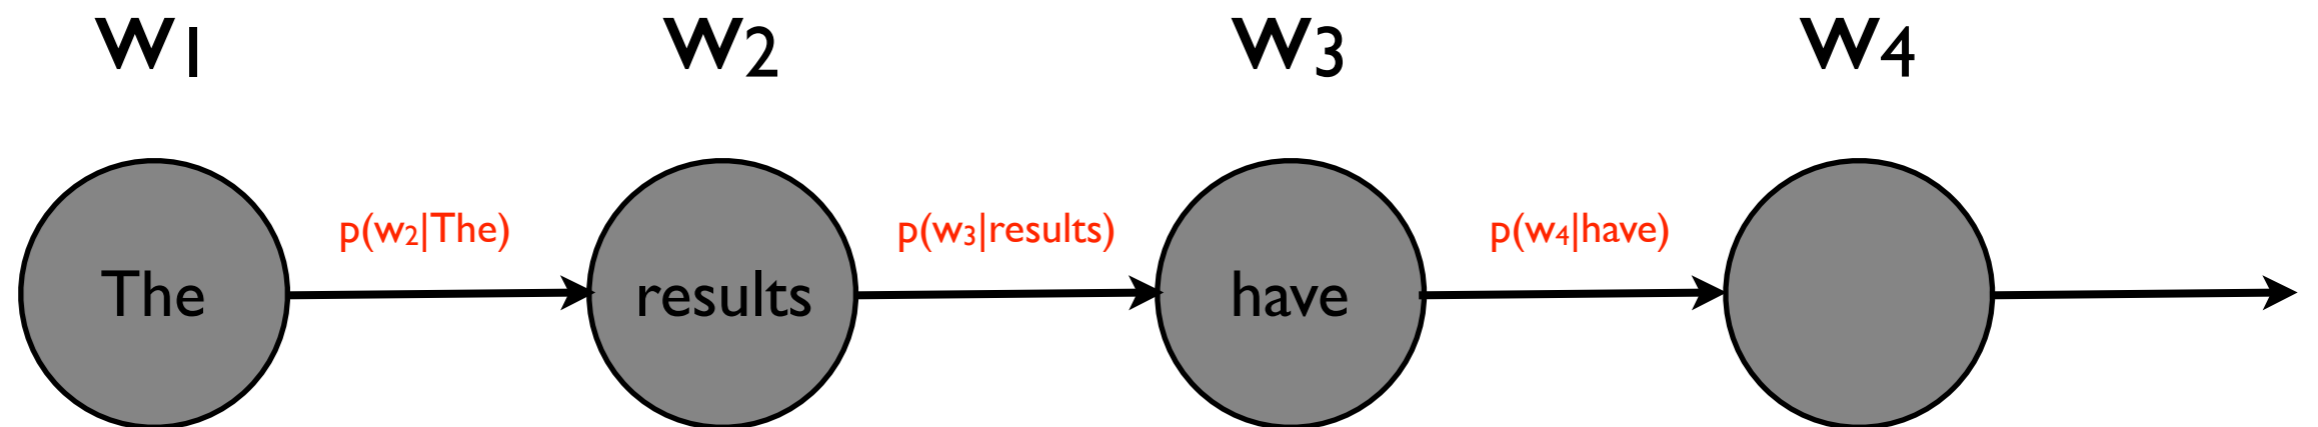 w₁ w₂ w₃ w₄
p(w₂|The) p(w₃|results) p(w₄|have)
The results have